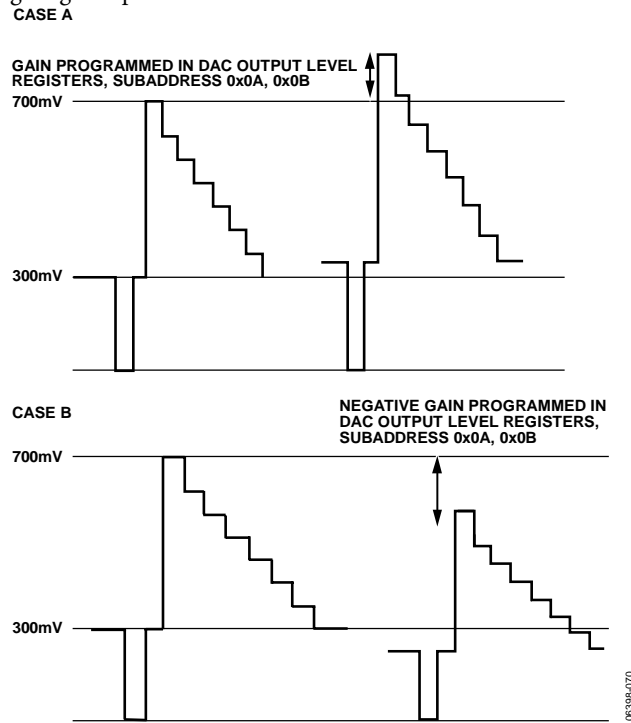 CASE A
GAIN PROGRAMMED IN DAC OUTPUT LEVEL
REGISTERS, SUBADDRESS 0x0A, 0x0B
700mV
300mV
CASE B
NEGATIVE GAIN PROGRAMMED IN
DAC OUTPUT LEVEL REGISTERS,
SUBADDRESS 0x0A, 0x0B
700mV
300mV
06398-070